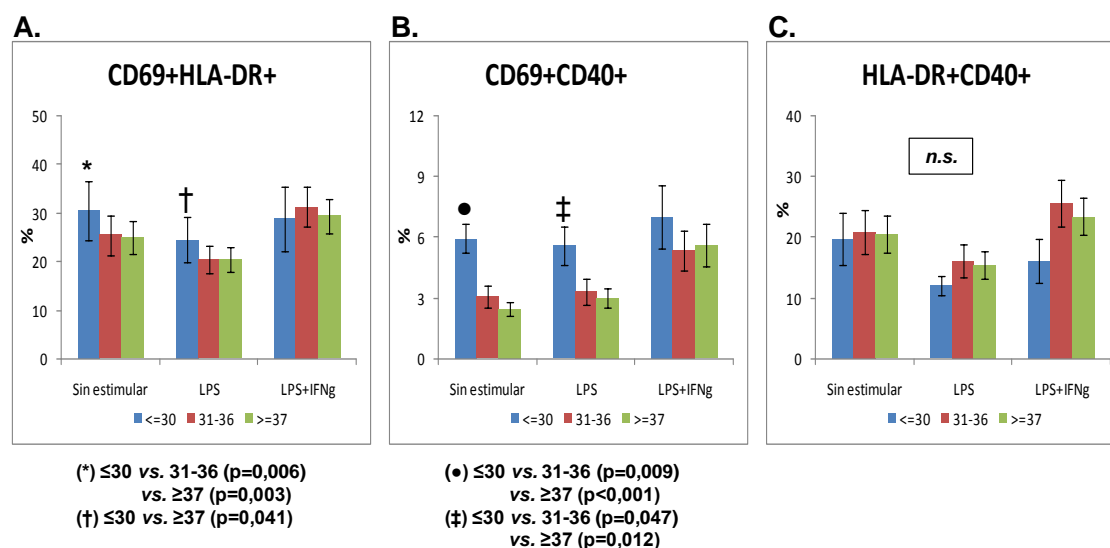 A.
CD69+HLA-DR+
50
40
30
20
10
0
%
*
†
Sin estimular LPS LPS+IFNg
<=30 31-36 >=37
(*) ≤30 vs. 31-36 (p=0,006)
vs. ≥37 (p=0,003)
(†) ≤30 vs. ≥37 (p=0,041)
B.
CD69+CD40+
12
9
6
3
0
%
●
‡
Sin estimular LPS LPS+IFNg
<=30 31-36 >=37
(●) ≤30 vs. 31-36 (p=0,009)
vs. ≥37 (p<0,001)
(‡) ≤30 vs. 31-36 (p=0,047)
vs. ≥37 (p=0,012)
C.
HLA-DR+CD40+
40
30
20
10
0
%
n.s.
Sin estimular LPS LPS+IFNg
<=30 31-36 >=37